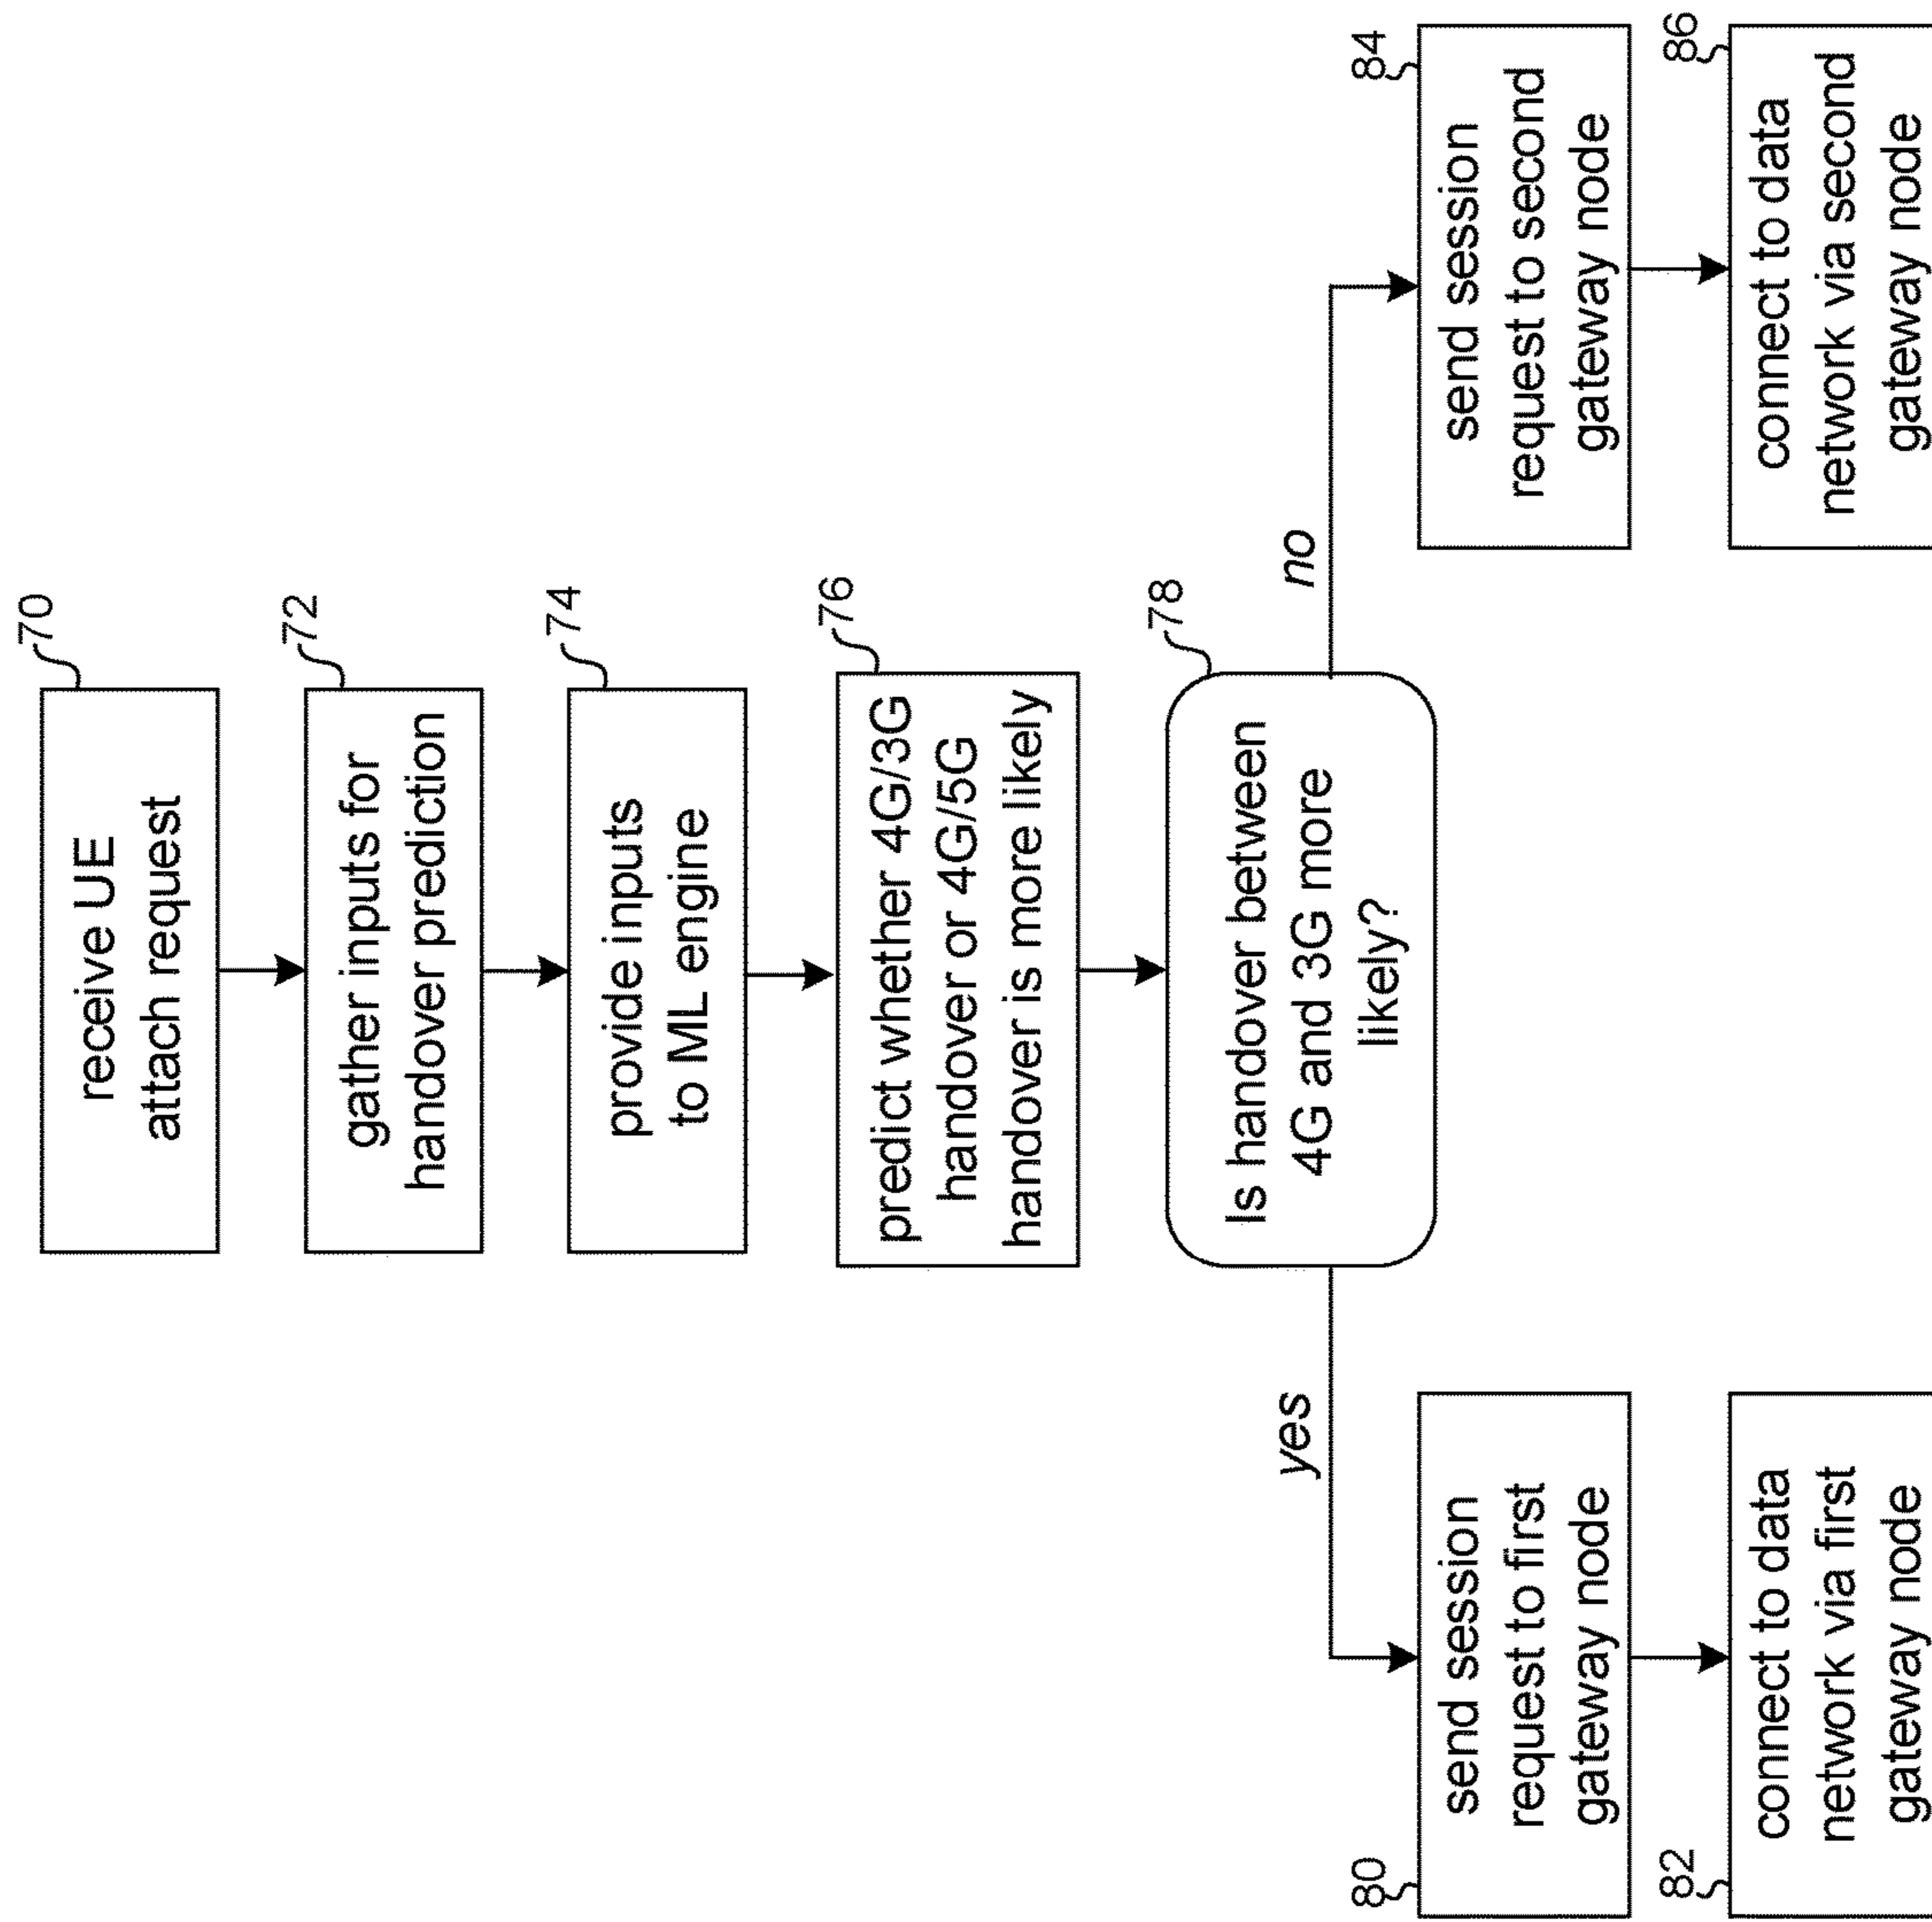 receive UE
attach request
70
gather inputs for
handover prediction
72
provide inputs
to ML engine
74
predict whether 4G/3G
handover or 4G/5G
handover is more likely
76
Is handover between
4G and 3G more
likely?
78
yes
no
80
send session
request to first
gateway node
84
send session
request to second
gateway node
82
connect to data
network via first
gateway node
86
connect to data
network via second
gateway node